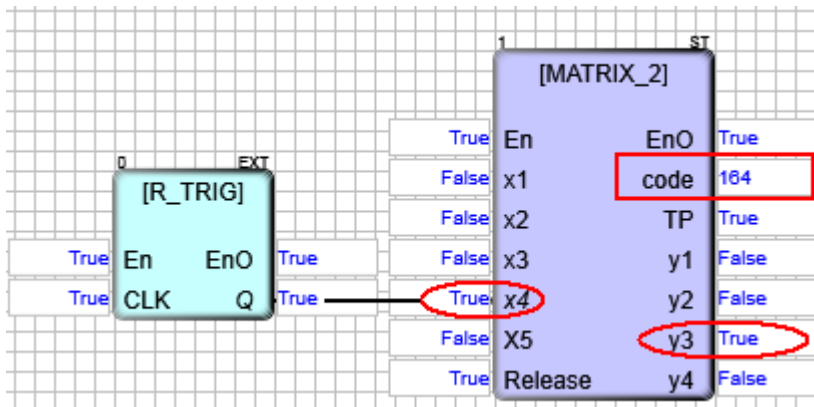 1 ST
[MATRIX_2]
True En EnO True
0 EXT
False x1 code 164
[R_TRIG]
False x2 TP True
True En EnO True False x3 y1 False
True CLK Q True True x4 y2 False
False X5 y3 True
True Release y4 False